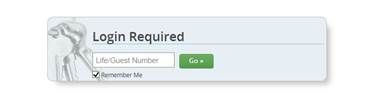 Login Required
Life/Guest Number
Go »
Remember Me